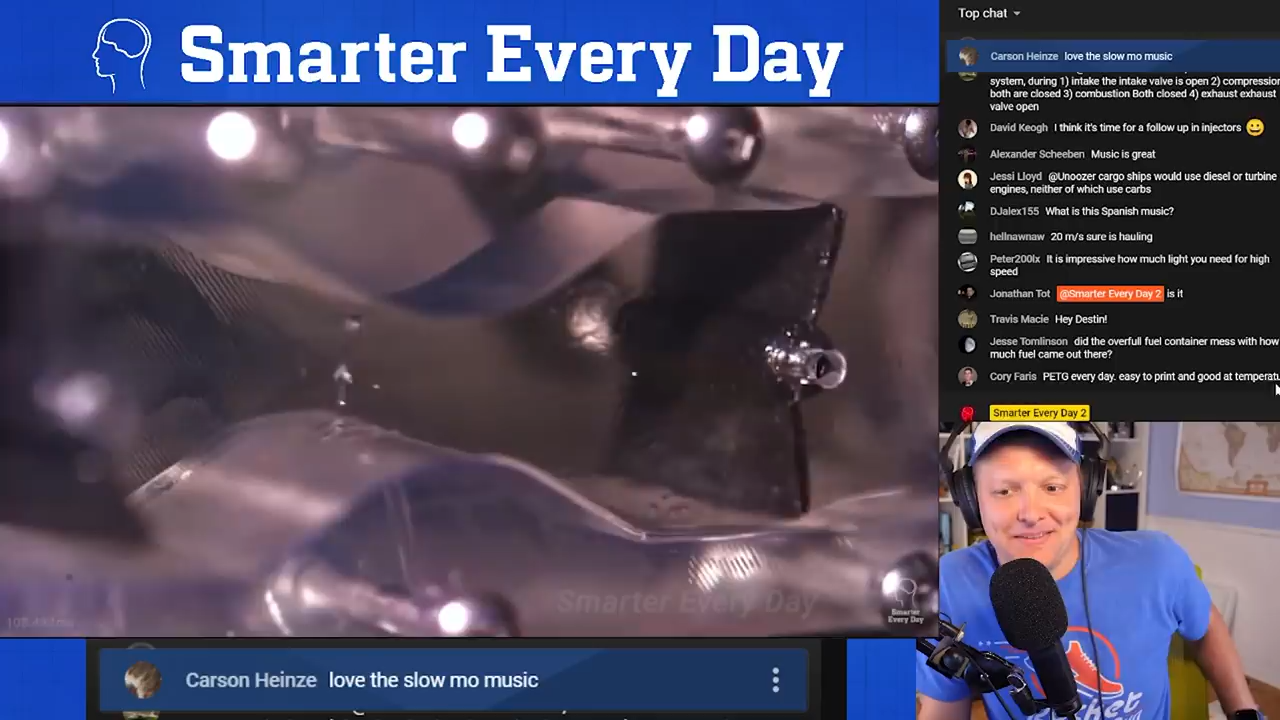 Smarter Every Day
Top chat
Carson Heinze love the slow mo music
system, during 1) intake the intake valve is open 2) compression
both are closed 3) combustion Both closed 4) exhaust exhaust
valve open
David Keogh I think it's time for a follow up in injectors
Alexander Scheeben Music is great
Jessi Lloyd @Unoozer cargo ships would use diesel or turbine
engines, neither of which use carbs
DJalex155 What is this Spanish music?
hellnawnaw 20 m/s sure is hauling
Peter200lx It is impressive how much light you need for high
speed
Jonathan Tot @Smarter Every Day 2 is it
Travis Macie Hey Destin!
Jesse Tomlinson did the overfull fuel container mess with how
much fuel came out there?
Cory Faris PETG every day. easy to print and good at temperatu
Smarter Every Day 2
Smarter Every Day
Smarter
Every Day
Carson Heinze love the slow mo music